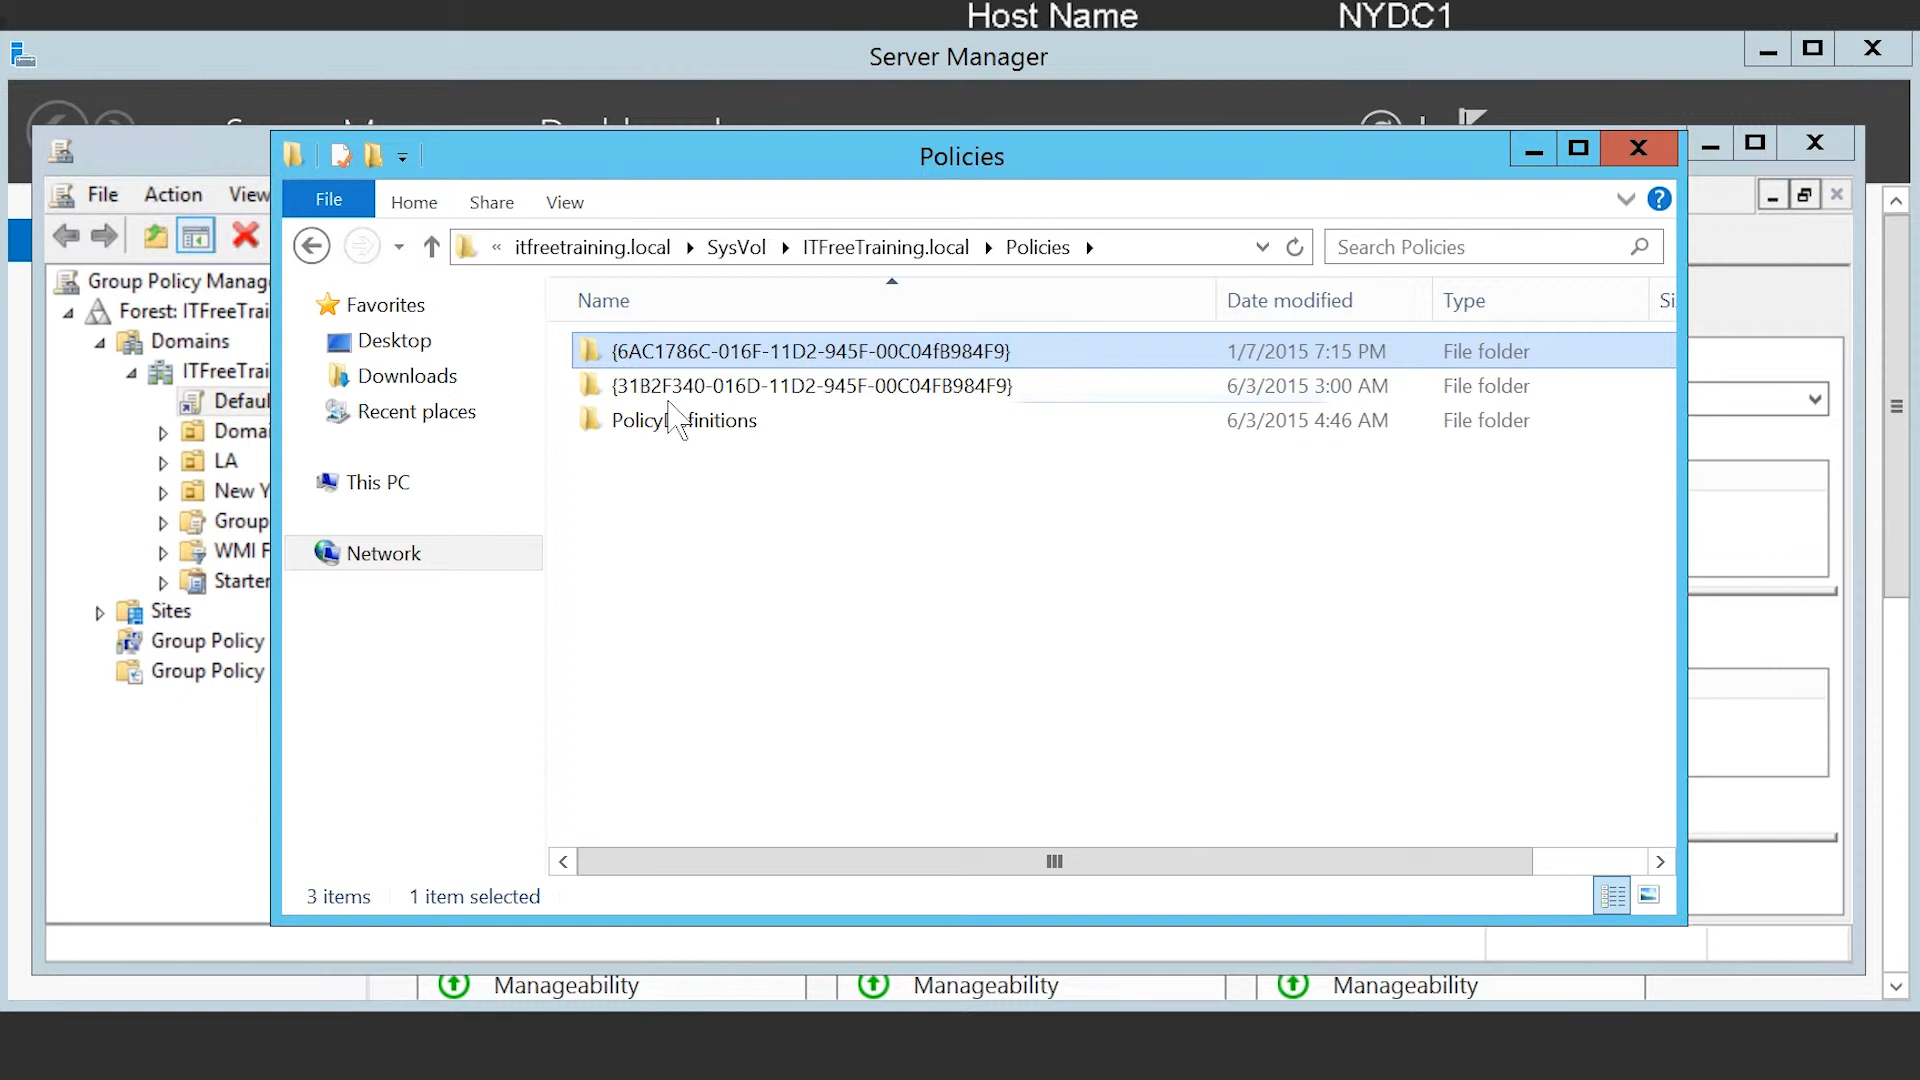 Host Name NYDC1
Server Manager
Policies
File Action View
File Home Share View
« itfreetraining.local SysVol ITFreeTraining.local Policies
Search Policies
Group Policy Manag
Forest: ITFreeTrai
Domains
ITFreeTrai
Defaul
Domai
LA
New Y
Group
WMI F
Starter
Sites
Group Policy
Group Policy
Favorites
Desktop
Downloads
Recent places
This PC
Network
Name Date modified Type Si
{6AC1786C-016F-11D2-945F-00C04fB984F9} 1/7/2015 7:15 PM File folder
{31B2F340-016D-11D2-945F-00C04FB984F9} 6/3/2015 3:00 AM File folder
PolicyDefinitions 6/3/2015 4:46 AM File folder
3 items 1 item selected
Manageability Manageability Manageability